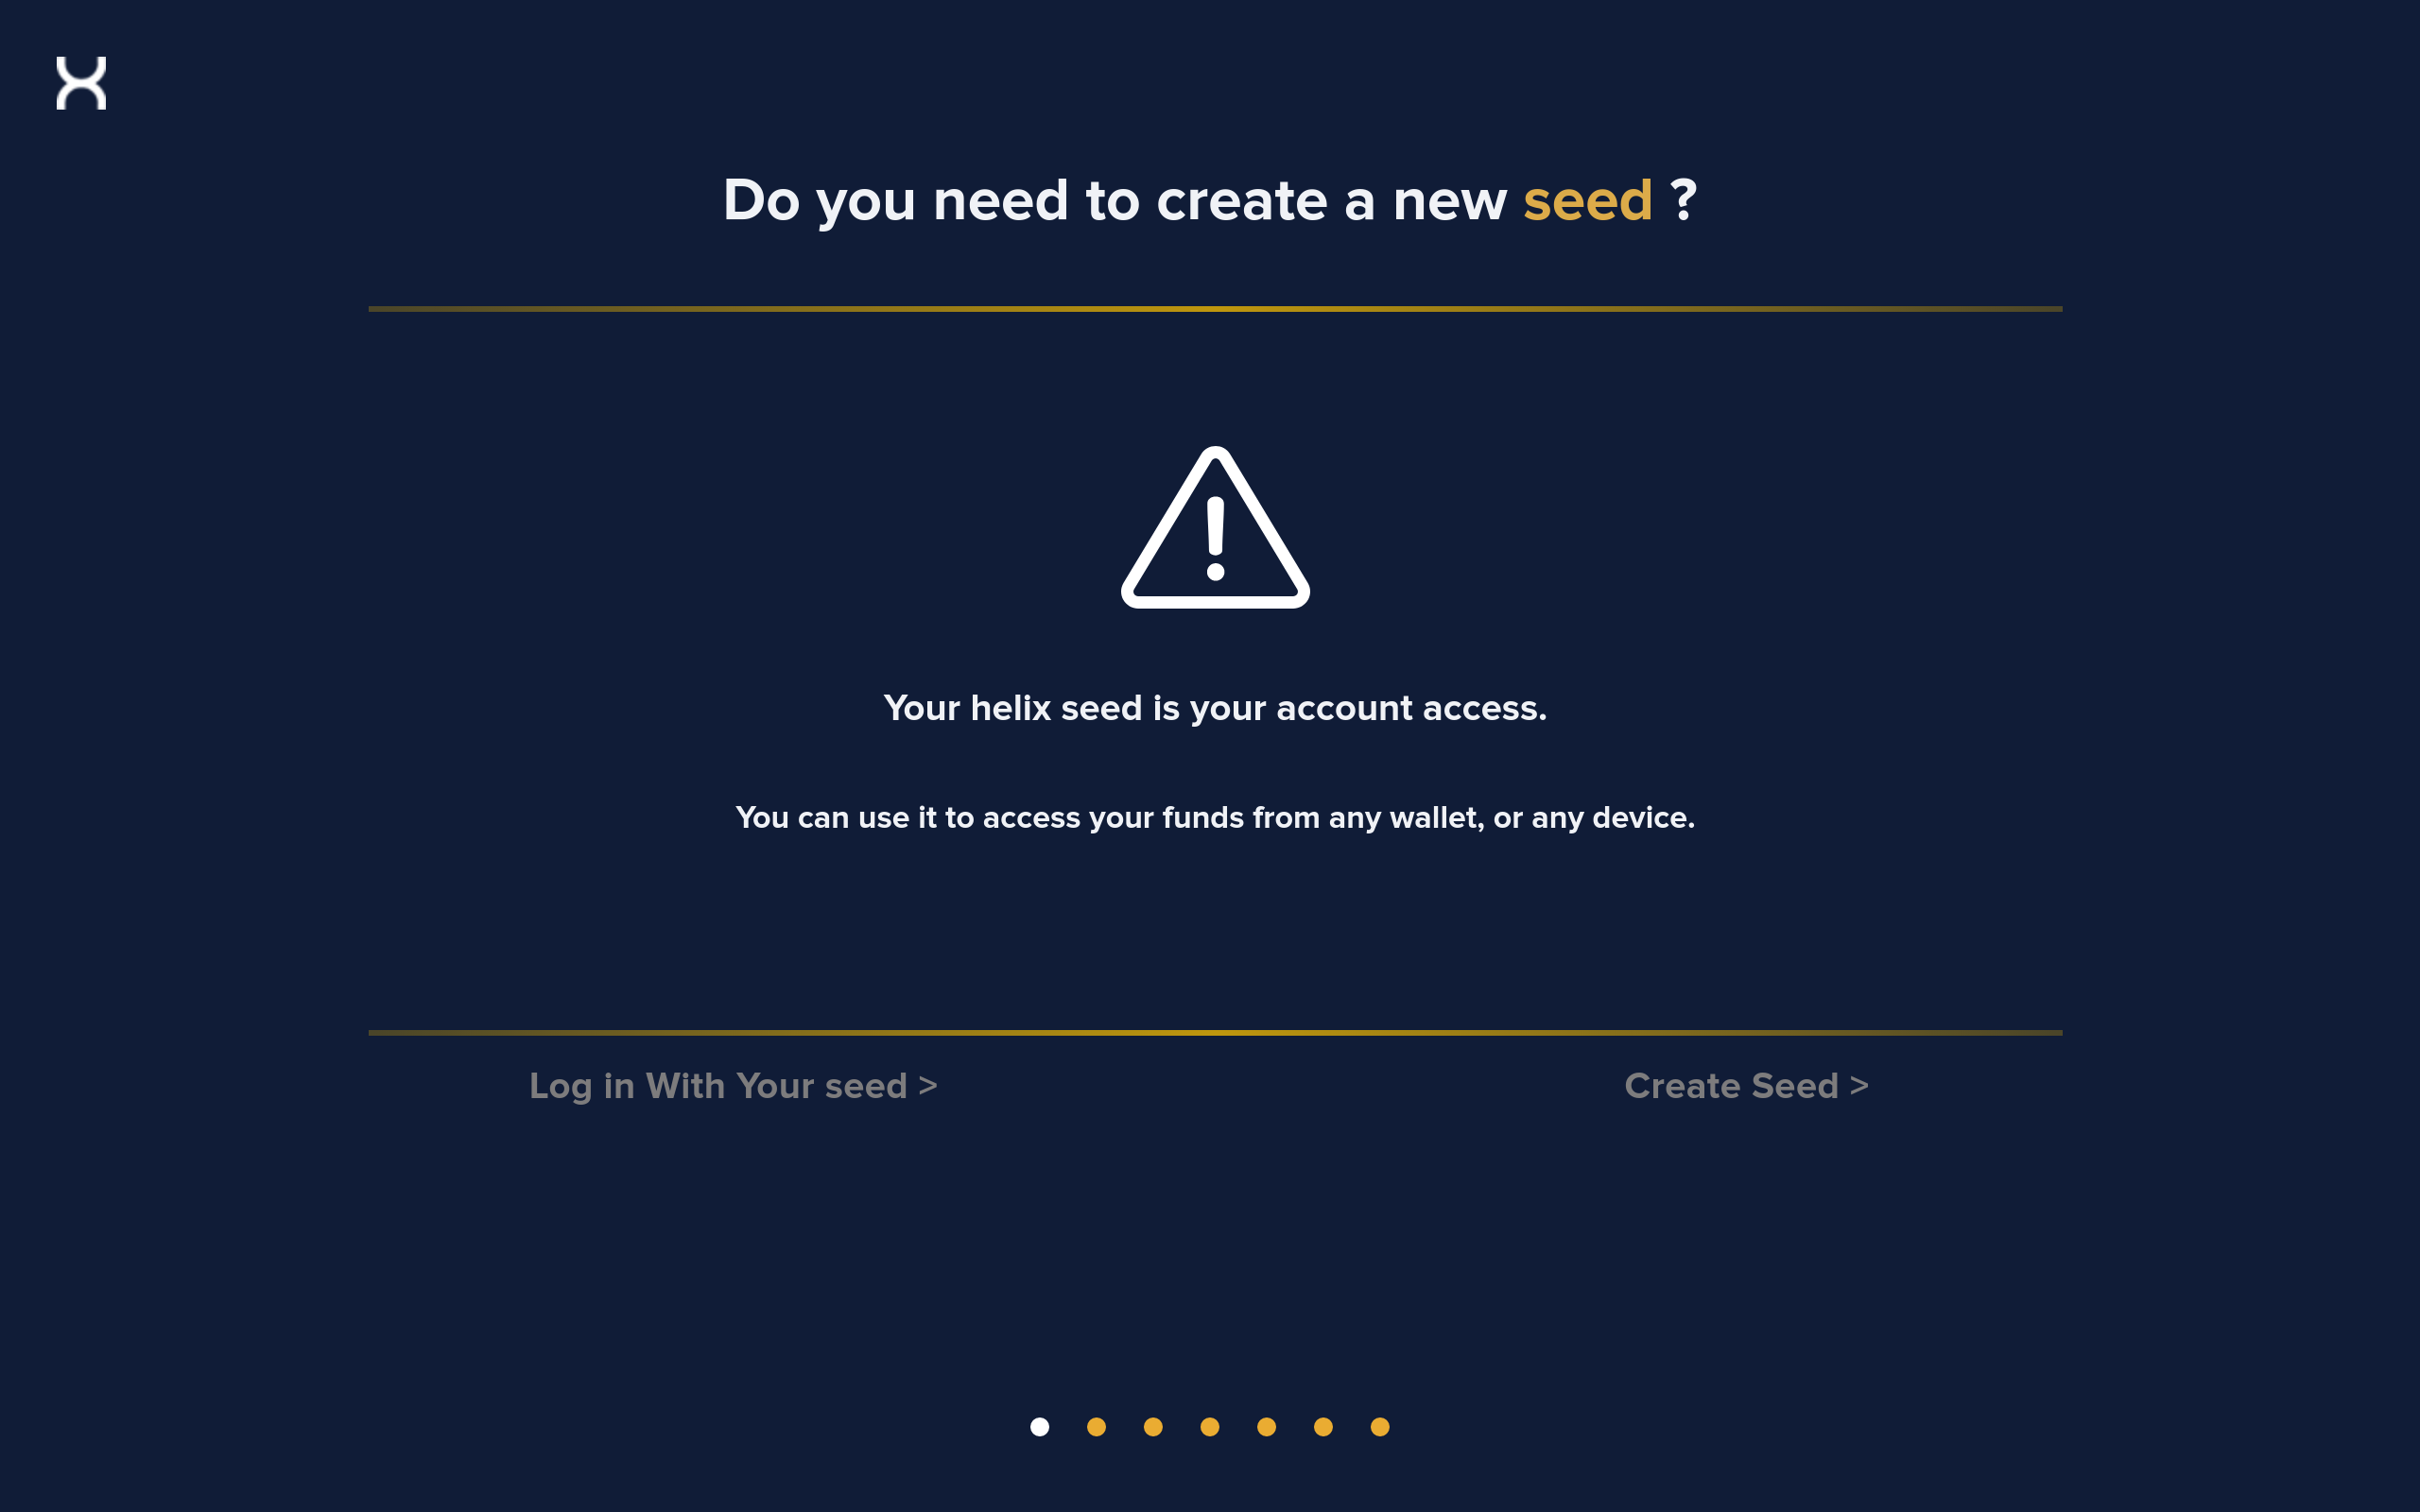 Do you need to create a new seed ?
Your helix seed is your account access.
You can use it to access your funds from any wallet, or any device.
Log in With Your seed >
Create Seed >